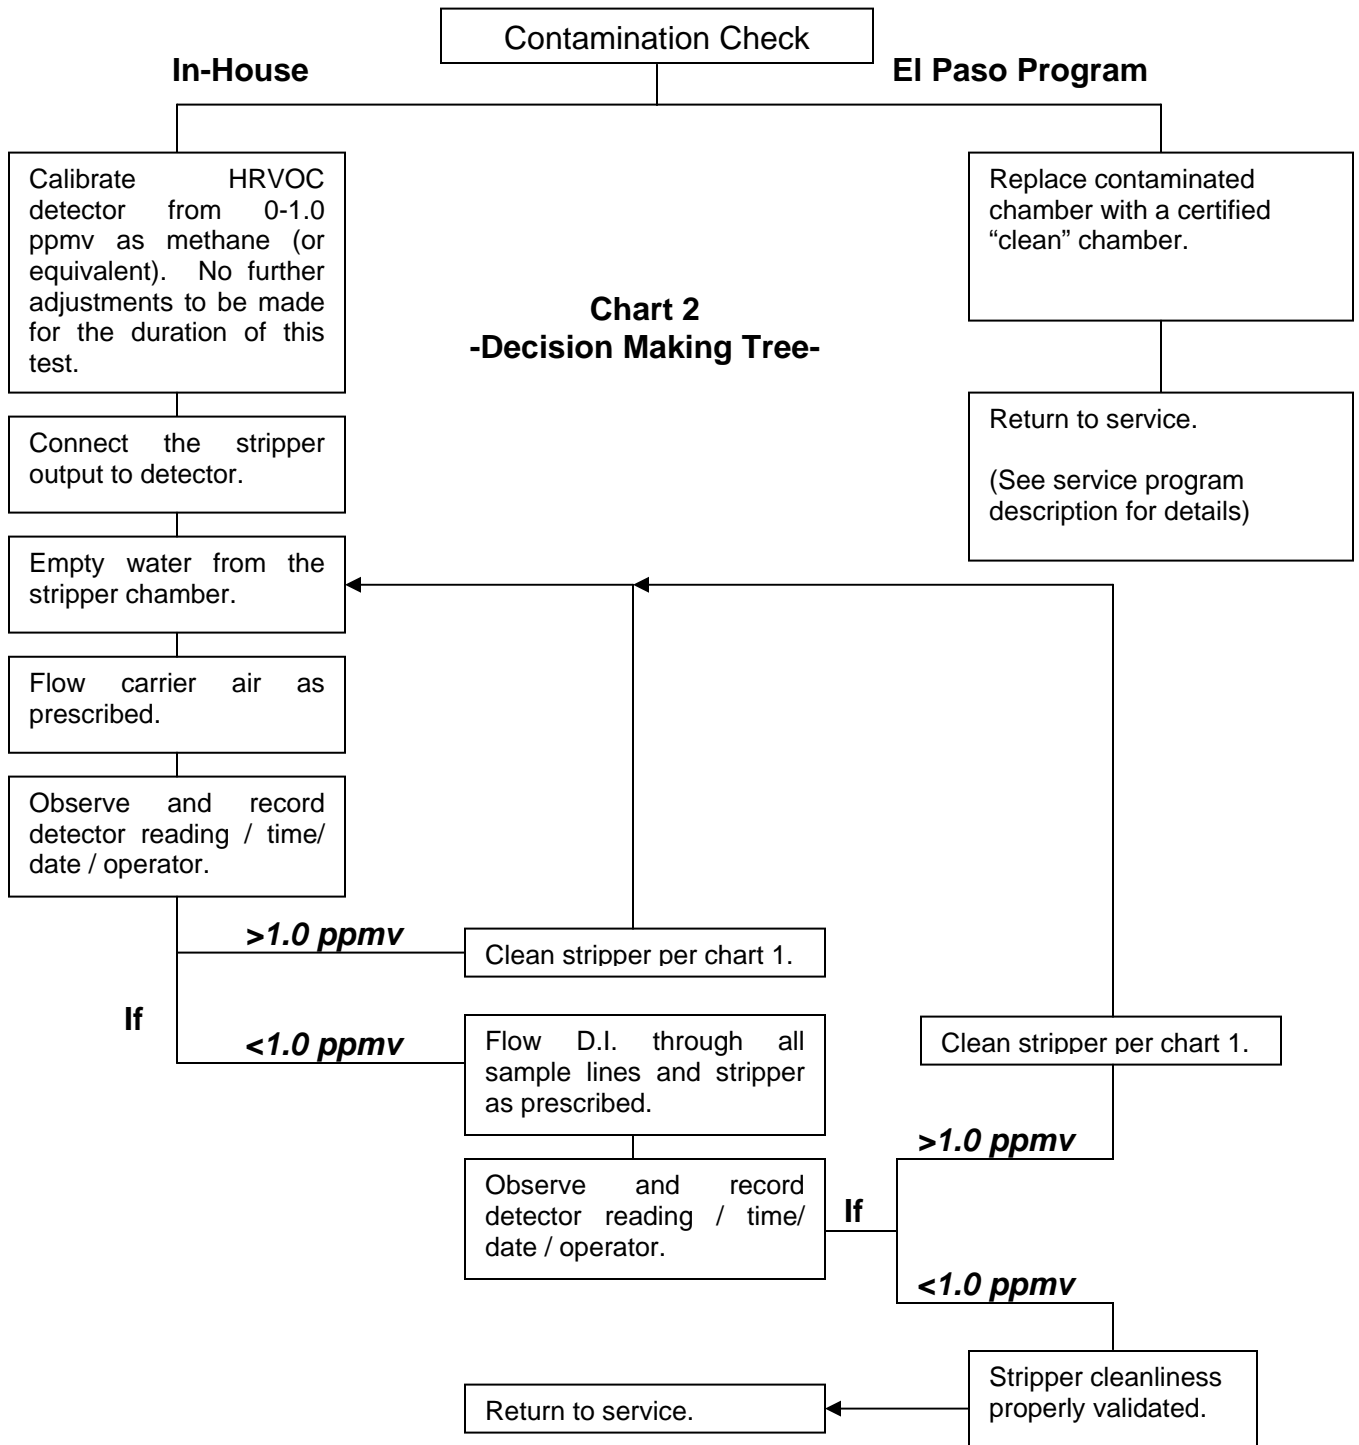 Contamination Check
In-House
El Paso Program
Calibrate HRVOC
detector from 0-1.0
ppmv as methane (or
equivalent). No further
adjustments to be made
for the duration of this
test.
Replace contaminated
chamber with a certified
“clean” chamber.
Chart 2
-Decision Making Tree-
Connect the stripper
output to detector.
Return to service.
(See service program
description for details)
Empty water from the
stripper chamber.
Flow carrier air as
prescribed.
Observe and record
detector reading / time/
date / operator.
>1.0 ppmv
Clean stripper per chart 1.
If
<1.0 ppmv
Flow D.I. through all
sample lines and stripper
as prescribed.
Clean stripper per chart 1.
>1.0 ppmv
Observe and record
detector reading / time/
date / operator.
If
<1.0 ppmv
Stripper cleanliness
properly validated.
Return to service.